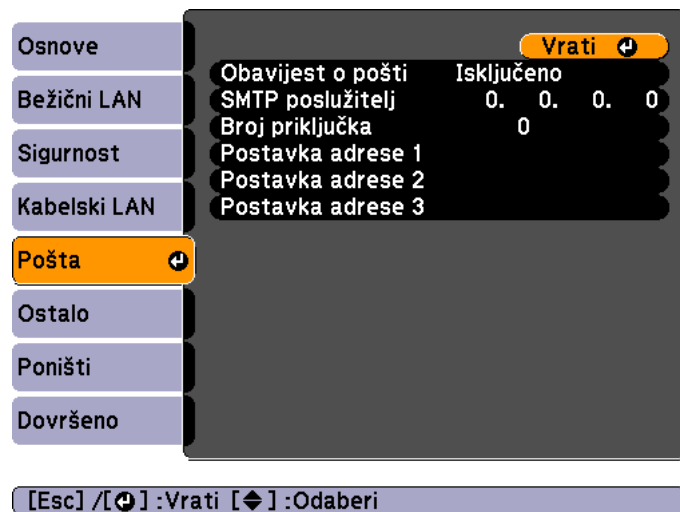 Osnove
Bežični LAN
Sigurnost
Kabelski LAN
Pošta
Ostalo
Poništi
Dovršeno
Vrati
Obavijest o pošti Isključeno
SMTP poslužitelj 0. 0. 0. 0
Broj priključka 0
Postavka adrese 1
Postavka adrese 2
Postavka adrese 3
[Esc] /[⏎] :Vrati [◆] :Odaberi